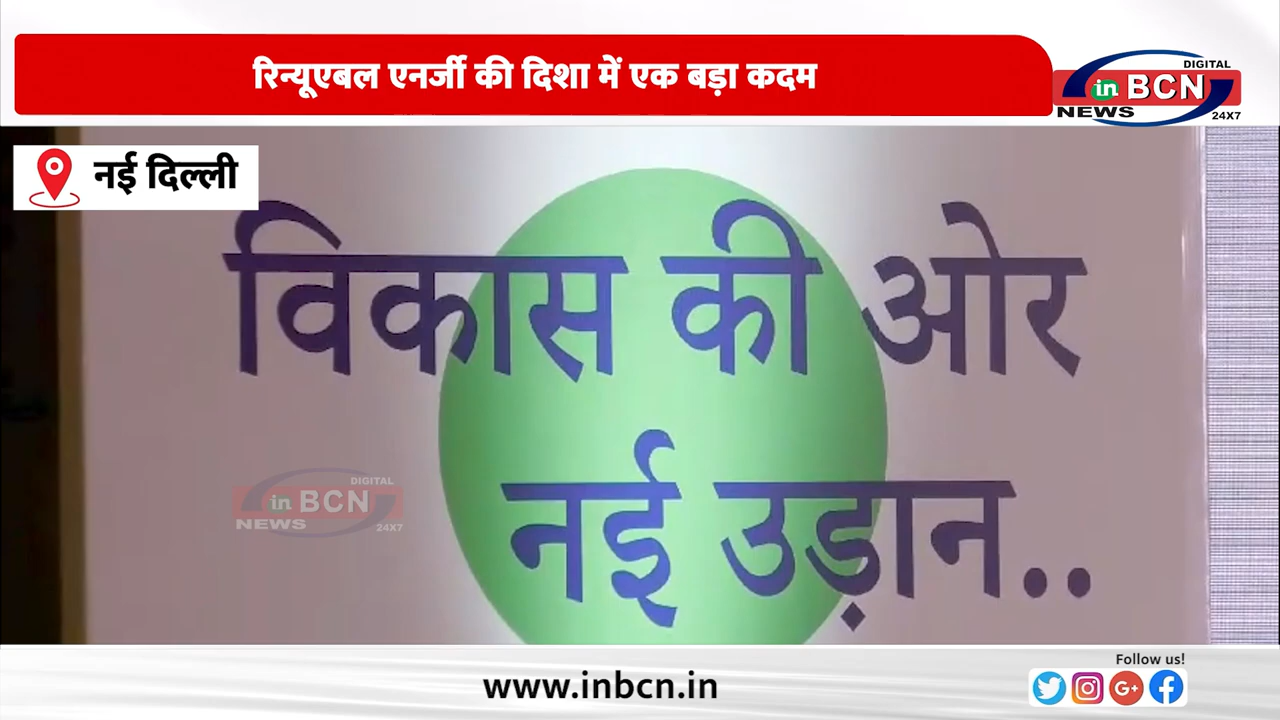 रिन्यूएबल एनर्जी की दिशा में एक बड़ा कदम
DIGITAL
in BCN
NEWS
24X7
नई दिल्ली
विकास की ओर
नई उड़ान..
DIGITAL
in BCN
NEWS
24X7
www.inbcn.in
Follow us!